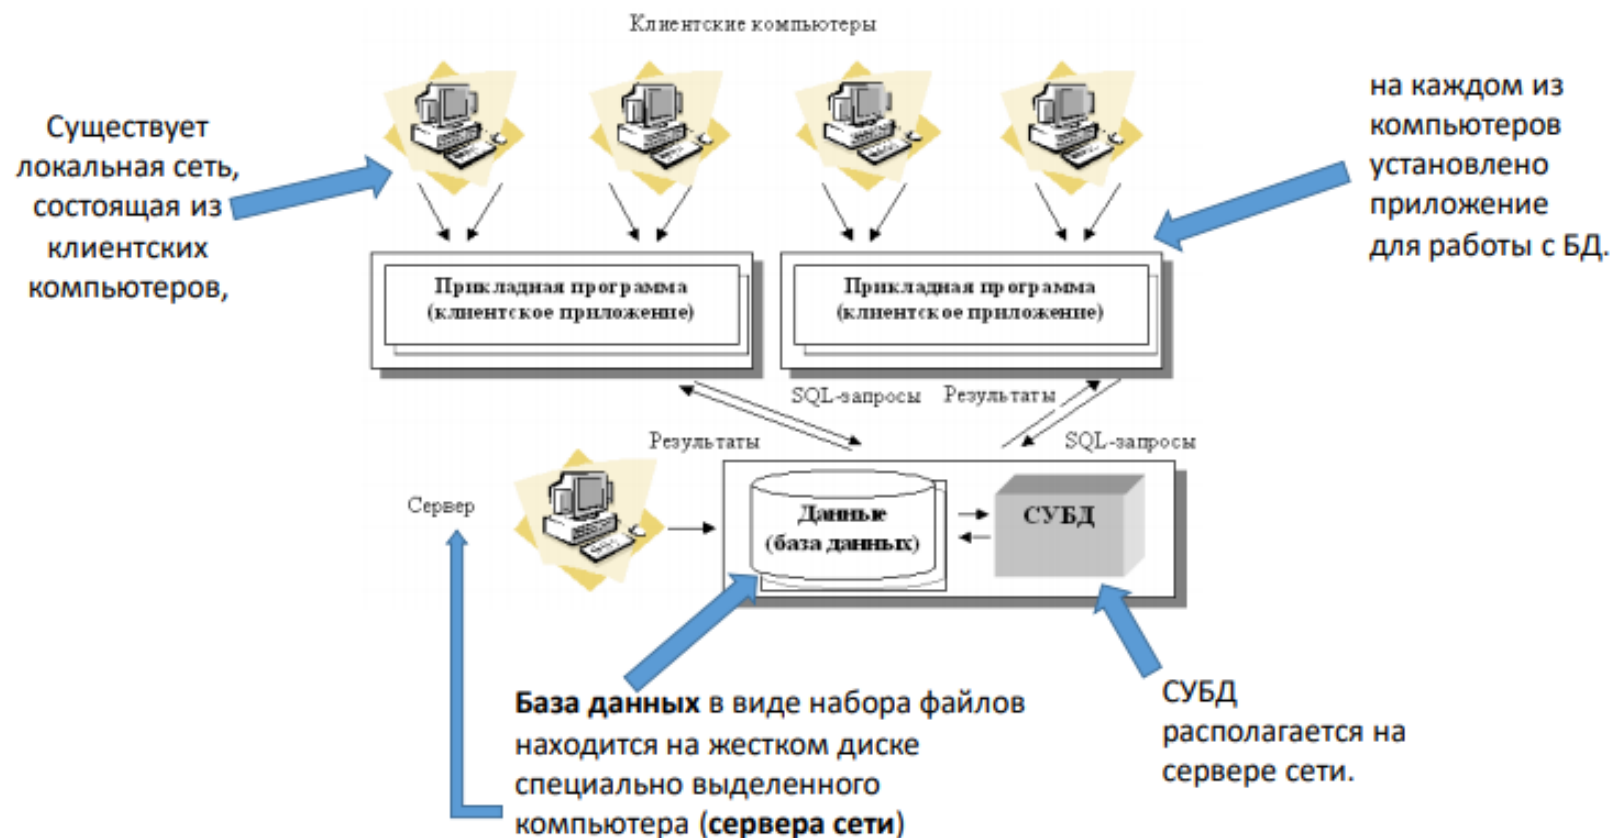 Клиентские компьютеры
Существует
локальная сеть,
состоящая из
клиентских
компьютеров,
на каждом из
компьютеров
установлено
приложение
для работы с БД.
Прикладная программа
(клиентское приложение)
Прикладная программа
(клиентское приложение)
SQL-запросы
Результаты
Результаты
SQL-запросы
Сервер
Данные
(база данных)
СУБД
База данных в виде набора файлов
находится на жестком диске
специально выделенного
компьютера (сервера сети)
СУБД
располагается на
сервере сети.